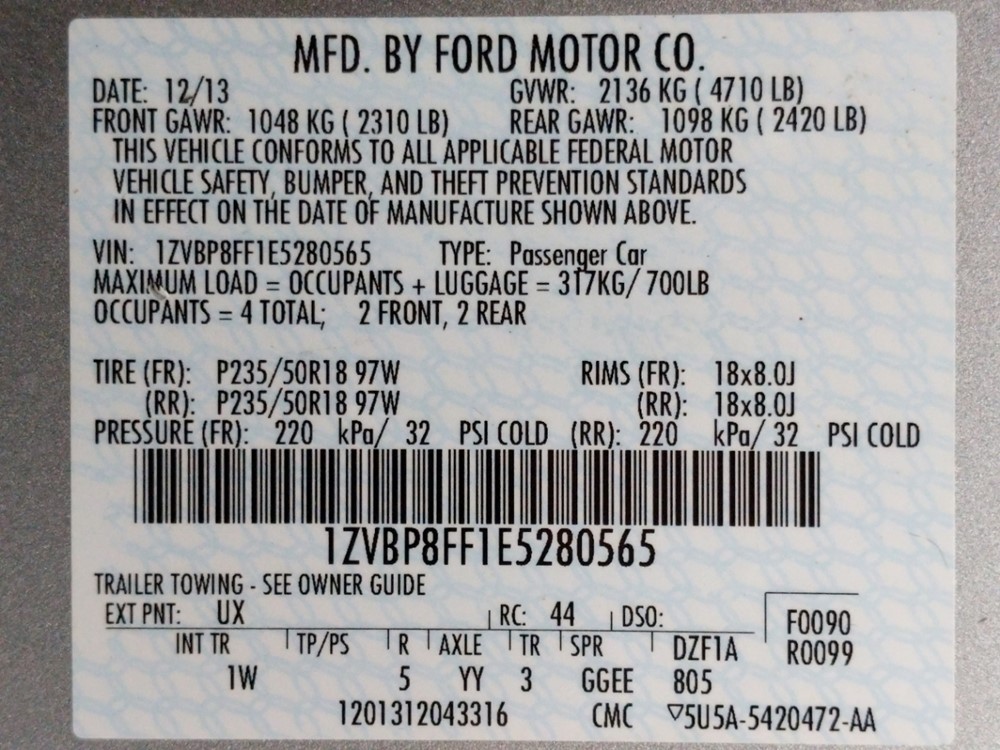 MFD. BY FORD MOTOR CO.
DATE: 12/13 GVWR: 2136 KG ( 4710 LB)
FRONT GAWR: 1048 KG ( 2310 LB) REAR GAWR: 1098 KG ( 2420 LB)
THIS VEHICLE CONFORMS TO ALL APPLICABLE FEDERAL MOTOR
VEHICLE SAFETY, BUMPER, AND THEFT PREVENTION STANDARDS
IN EFFECT ON THE DATE OF MANUFACTURE SHOWN ABOVE.
VIN: 1ZVBP8FF1E5280565 TYPE: Passenger Car
MAXIMUM LOAD = OCCUPANTS + LUGGAGE = 317KG/ 700LB
OCCUPANTS = 4 TOTAL; 2 FRONT, 2 REAR
TIRE (FR): P235/50R18 97W RIMS (FR): 18x8.0J
(RR): P235/50R18 97W (RR): 18x8.0J
PRESSURE (FR): 220 kPa/ 32 PSI COLD (RR): 220 kPa/ 32 PSI COLD
1ZVBP8FF1E5280565
TRAILER TOWING - SEE OWNER GUIDE
EXT PNT: UX RC: 44 DSO: F0090
INT TR TP/PS R AXLE TR SPR DZF1A R0099
1W 5 YY 3 GGEE 805
1201312043316 CMC ▽5U5A-5420472-AA